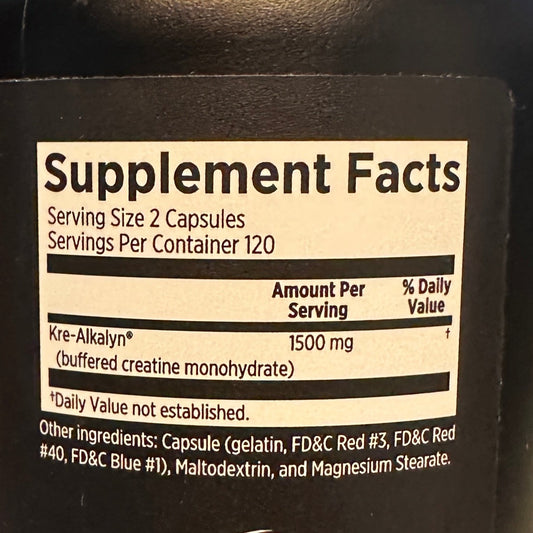 Supplement Facts
Serving Size 2 Capsules
Servings Per Container 120
Amount Per Serving
% Daily Value
Kre-Alkalyn® 1500 mg †
(buffered creatine monohydrate)
†Daily Value not established.
Other ingredients: Capsule (gelatin, FD&C Red #3, FD&C Red
#40, FD&C Blue #1), Maltodextrin, and Magnesium Stearate.